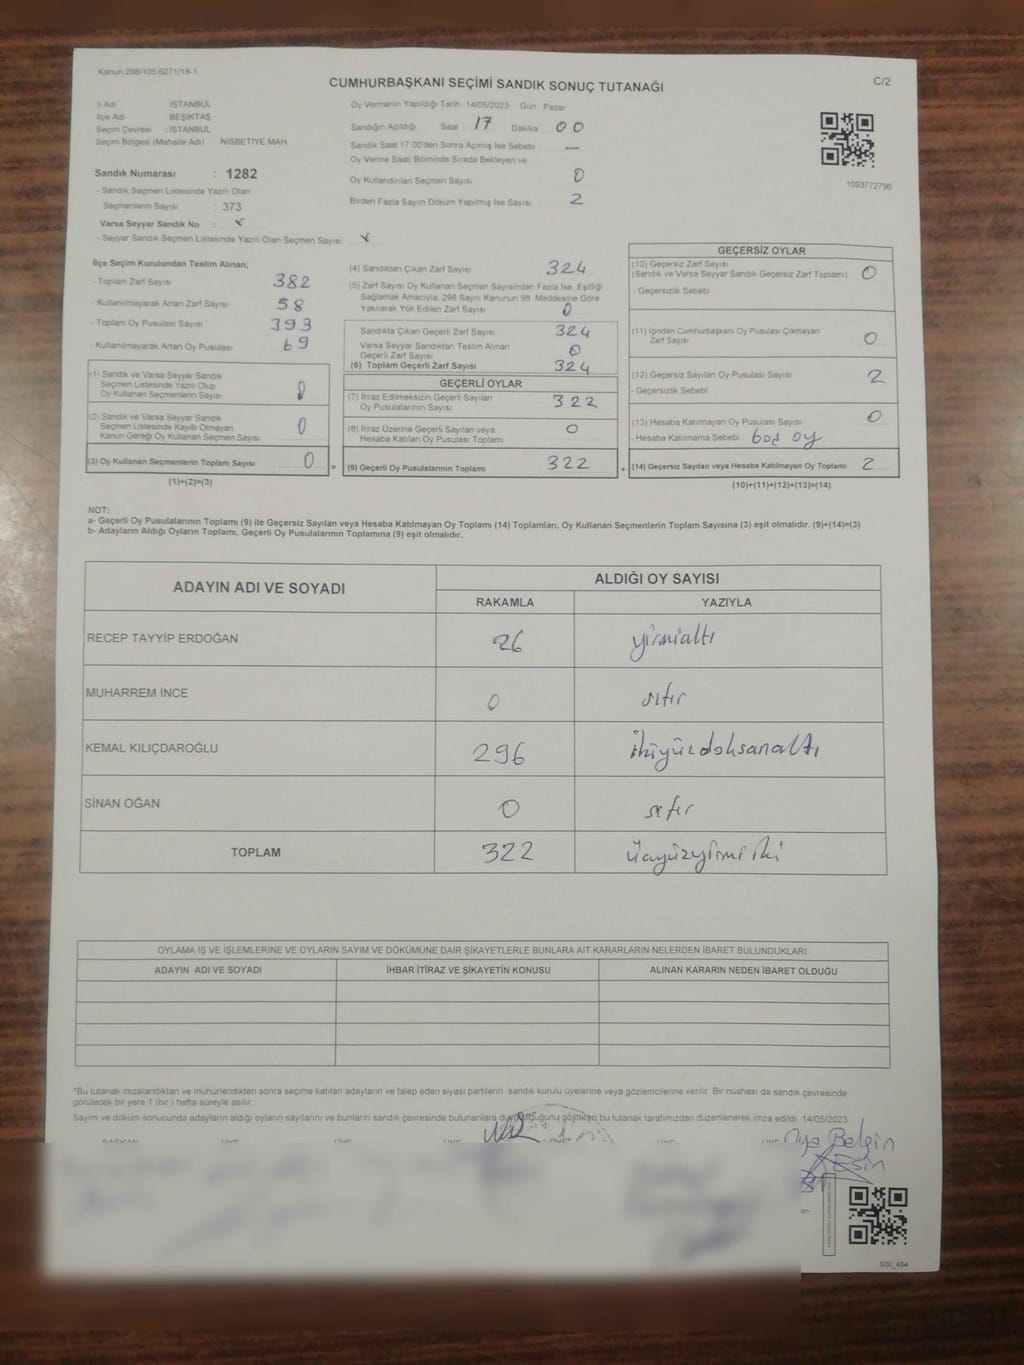 Kanun 298/105 6271/18-1
CUMHURBAŞKANI SEÇİMİ SANDIK SONUÇ TUTANAĞI
C/2
İl Adı İSTANBUL
İlçe Adı BEŞİKTAŞ
Seçim Çevresi : İSTANBUL
Seçim Bölgesi (Mahalle Adı) NİSBETİYE MAH
Sandık Numarası : 1282
- Sandık Seçmen Listesinde Yazılı Olan
Seçmenlerin Sayısı : 373
Varsa Seyyar Sandık No :
- Seyyar Sandık Seçmen Listesinde Yazılı Olan Seçmen Sayısı
Oy Vermenin Yapıldığı Tarih : 14/05/2023 Gün : Pazar
Sandığın Açıldığı Saat 17 Dakika 00
Sandık Saat 17.00'den Sonra Açılmış İse Sebebi —
Oy Verme Saati Bitiminde Sırada Bekleyen ve
Oy Kullandırılan Seçmen Sayısı 0
Birden Fazla Sayım Döküm Yapılmış İse Sayısı 2
1093772796
İlçe Seçim Kurulundan Teslim Alınan;
- Toplam Zarf Sayısı 382
- Kullanılmayarak Artan Zarf Sayısı 58
- Toplam Oy Pusulası Sayısı 393
- Kullanılmayarak Artan Oy Pusulası 69
(1) Sandık ve Varsa Seyyar Sandık
Seçmen Listesinde Yazılı Olup
Oy Kullanan Seçmenlerin Sayısı 0
(2) Sandık ve Varsa Seyyar Sandık
Seçmen Listesinde Kayıtlı Olmayan
Kanun Gereği Oy Kullanan Seçmen Sayısı 0
(3) Oy Kullanan Seçmenlerin Toplam Sayısı 0 =
(1)+(2)=(3)
(4) Sandıktan Çıkan Zarf Sayısı 324
(5) Zarf Sayısı Oy Kullanan Seçmen Sayısından Fazla İse, Eşitliği
Sağlamak Amacıyla, 298 Sayılı Kanunun 98. Maddesine Göre
Yakılarak Yok Edilen Zarf Sayısı 0
Sandıkta Çıkan Geçerli Zarf Sayısı 324
Varsa Seyyar Sandıktan Teslim Alınan
Geçerli Zarf Sayısı 0
(6) Toplam Geçerli Zarf Sayısı 324
GEÇERLİ OYLAR
(7) İtiraz Edilmeksizin Geçerli Sayılan
Oy Pusulalarının Sayısı 322
(8) İtiraz Üzerine Geçerli Sayılan veya
Hesaba Katılan Oy Pusulası Toplamı 0
(9) Geçerli Oy Pusulalarının Toplamı 322 +
GEÇERSİZ OYLAR
(10) Geçersiz Zarf Sayısı
(Sandık ve Varsa Seyyar Sandık Geçersiz Zarf Toplamı) 0
- Geçersizlik Sebebi
(11) İçinden Cumhurbaşkanı Oy Pusulası Çıkmayan
Zarf Sayısı 0
(12) Geçersiz Sayılan Oy Pusulası Sayısı 2
- Geçersizlik Sebebi
(13) Hesaba Katılmayan Oy Pusulası Sayısı 0
- Hesaba Katılmama Sebebi boş oy
(14) Geçersiz Sayılan veya Hesaba Katılmayan Oy Toplamı 2
(10)+(11)+(12)+(13)=(14)
NOT:
a- Geçerli Oy Pusulalarının Toplamı (9) ile Geçersiz Sayılan veya Hesaba Katılmayan Oy Toplamı (14) Toplamları, Oy Kullanan Seçmenlerin Toplam Sayısına (3) eşit olmalıdır. (9)+(14)=(3)
b- Adayların Aldığı Oyların Toplamı, Geçerli Oy Pusulalarının Toplamına (9) eşit olmalıdır.
ADAYIN ADI VE SOYADI ALDIĞI OY SAYISI
RAKAMLA YAZIYLA
RECEP TAYYİP ERDOĞAN 26 yirmialtı
MUHARREM İNCE 0 sıfır
KEMAL KILIÇDAROĞLU 296 ikiyüzdoksanaltı
SİNAN OĞAN 0 sıfır
TOPLAM 322 üçyüzyirmi iki
OYLAMA İŞ VE İŞLEMLERİNE VE OYLARIN SAYIM VE DÖKÜMÜNE DAİR ŞİKAYETLERLE BUNLARA AİT KARARLARIN NELERDEN İBARET BULUNDUKLARI
ADAYIN ADI VE SOYADI İHBAR İTİRAZ VE ŞİKAYETİN KONUSU ALINAN KARARIN NEDEN İBARET OLDUĞU
*Bu tutanak imzalandıktan ve mühürlendikten sonra seçime katılan adayların ve talep eden siyasi partilerin sandık kurulu üyelerine veya gözlemcilerine verilir. Bir nüshası da sandık çevresinde
görülecek bir yere 1 (bir) hafta süreyle asılır.
Sayım ve döküm sonucunda adayların aldığı oyların sayılarını ve bunların sandık çevresinde bulunanlara duyurulduğunu gösteren bu tutanak tarafımızdan düzenlenerek imza edildi. 14/05/2023
BAŞKAN ÜYE ÜYE ÜYE ÜYE ÜYE ÜYE
Belgin
Esin
SSI_404